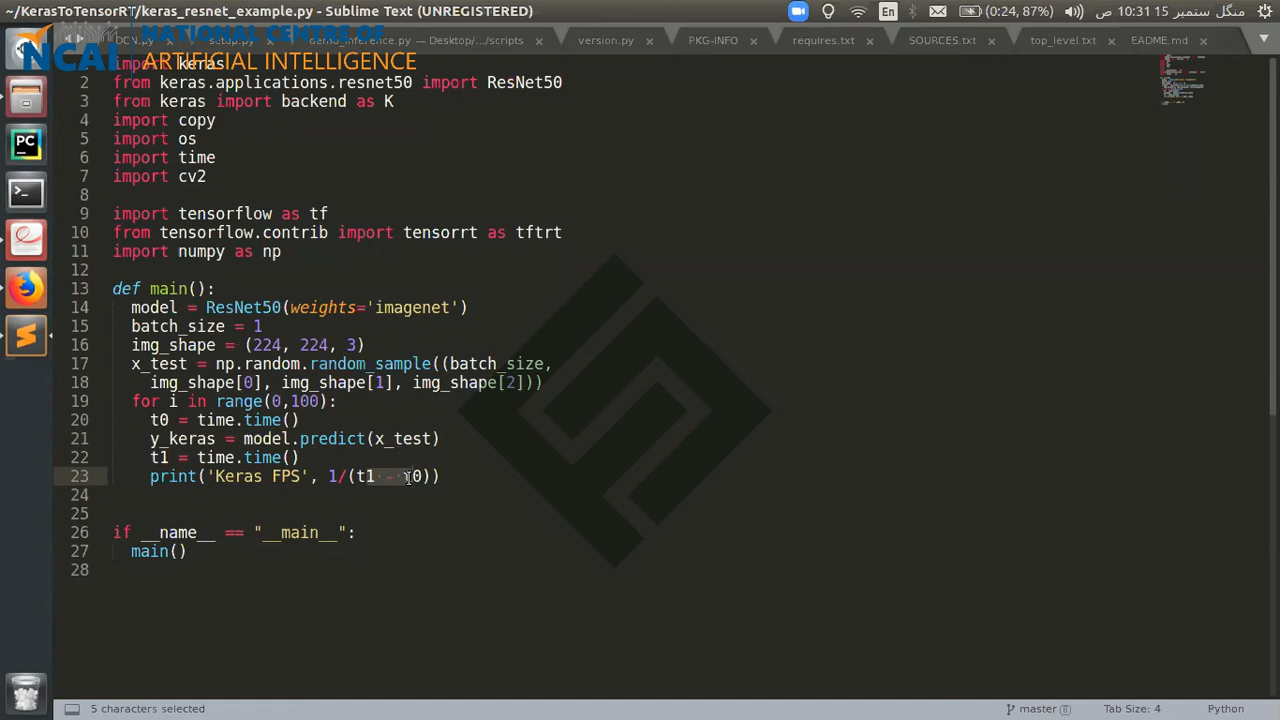 ~/KerasToTensorRT/keras_resnet_example.py - Sublime Text (UNREGISTERED)
En
(0:24, 87%)
منگل ستمبر 15 10:31 ص
NCAI
NATIONAL CENTRE OF
ARTIFICIAL INTELLIGENCE
Desktop/.../scripts
version.py
PKG-INFO
requires.txt
SOURCES.txt
top_level.txt
EADME.md
import keras
2 from keras.applications.resnet50 import ResNet50
3 from keras import backend as K
4 import copy
5 import os
6 import time
7 import cv2
8
9 import tensorflow as tf
10 from tensorflow.contrib import tensorrt as tftrt
11 import numpy as np
12
13 def main():
14 model = ResNet50(weights='imagenet')
15 batch_size = 1
16 img_shape = (224, 224, 3)
17 x_test = np.random.random_sample((batch_size,
18 img_shape[0], img_shape[1], img_shape[2]))
19 for i in range(0,100):
20 t0 = time.time()
21 y_keras = model.predict(x_test)
22 t1 = time.time()
23 print('Keras FPS', 1/(t1 - t0))
24
25
26 if __name__ == "__main__":
27 main()
28
5 characters selected
master 8
Tab Size: 4
Python